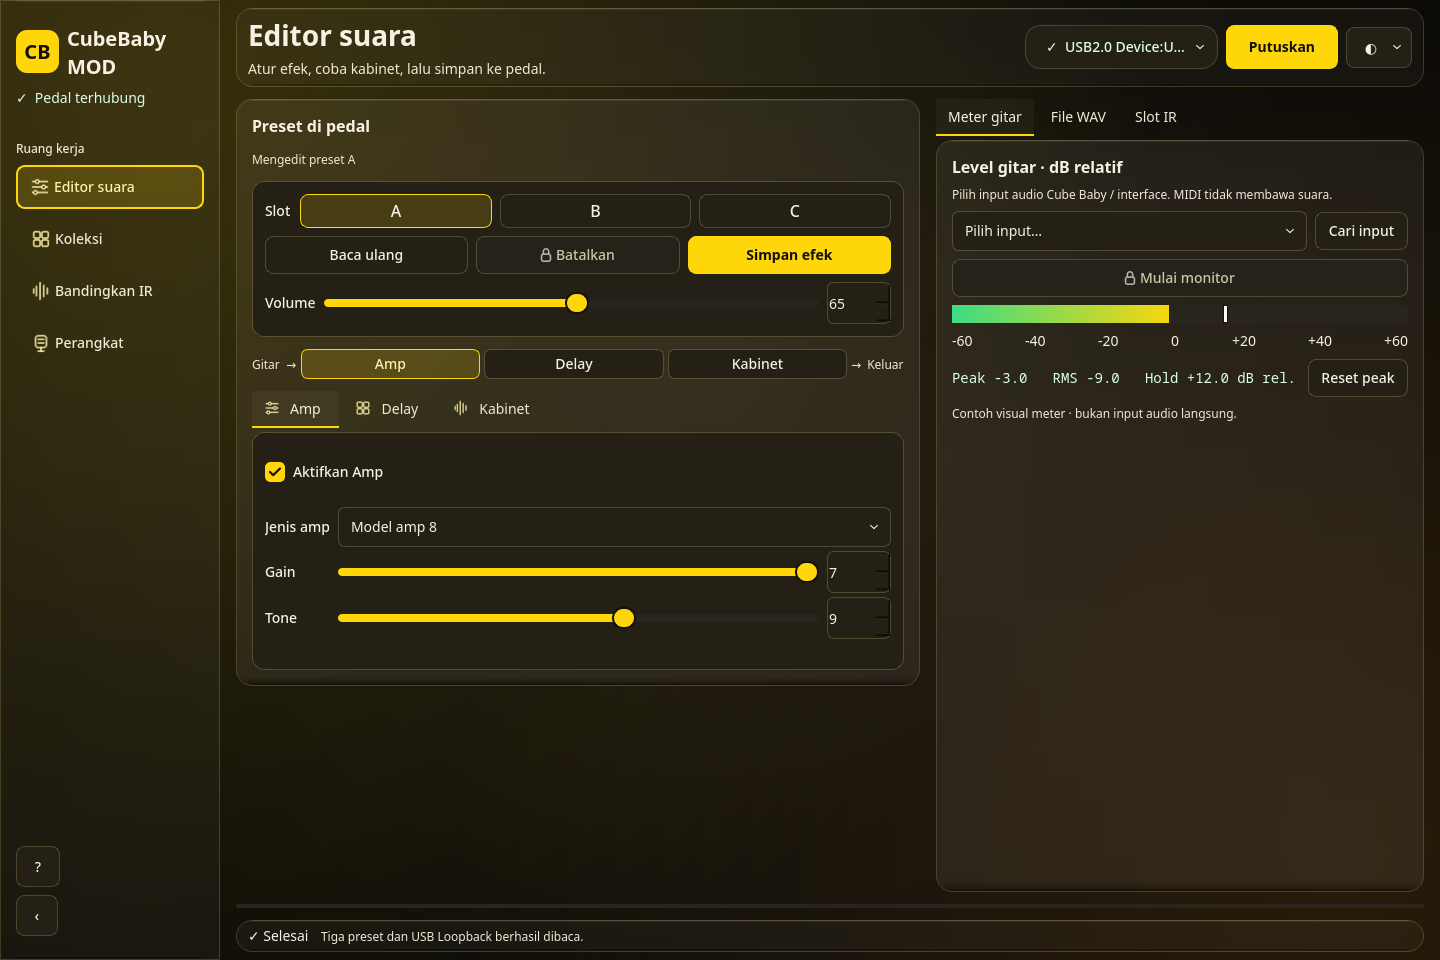 CB
CubeBaby
MOD
✓ Pedal terhubung
Ruang kerja
Editor suara
Koleksi
Bandingkan IR
Perangkat
?
‹
Editor suara
Atur efek, coba kabinet, lalu simpan ke pedal.
✓ USB2.0 Device:U...
Putuskan
Preset di pedal
Mengedit preset A
Slot A B C
Baca ulang Batalkan Simpan efek
Volume 65
Gitar → Amp Delay Kabinet → Keluar
Amp Delay Kabinet
Aktifkan Amp
Jenis amp Model amp 8
Gain 7
Tone 9
Meter gitar File WAV Slot IR
Level gitar · dB relatif
Pilih input audio Cube Baby / interface. MIDI tidak membawa suara.
Pilih input... Cari input
Mulai monitor
-60 -40 -20 0 +20 +40 +60
Peak -3.0 RMS -9.0 Hold +12.0 dB rel. Reset peak
Contoh visual meter · bukan input audio langsung.
✓ Selesai Tiga preset dan USB Loopback berhasil dibaca.